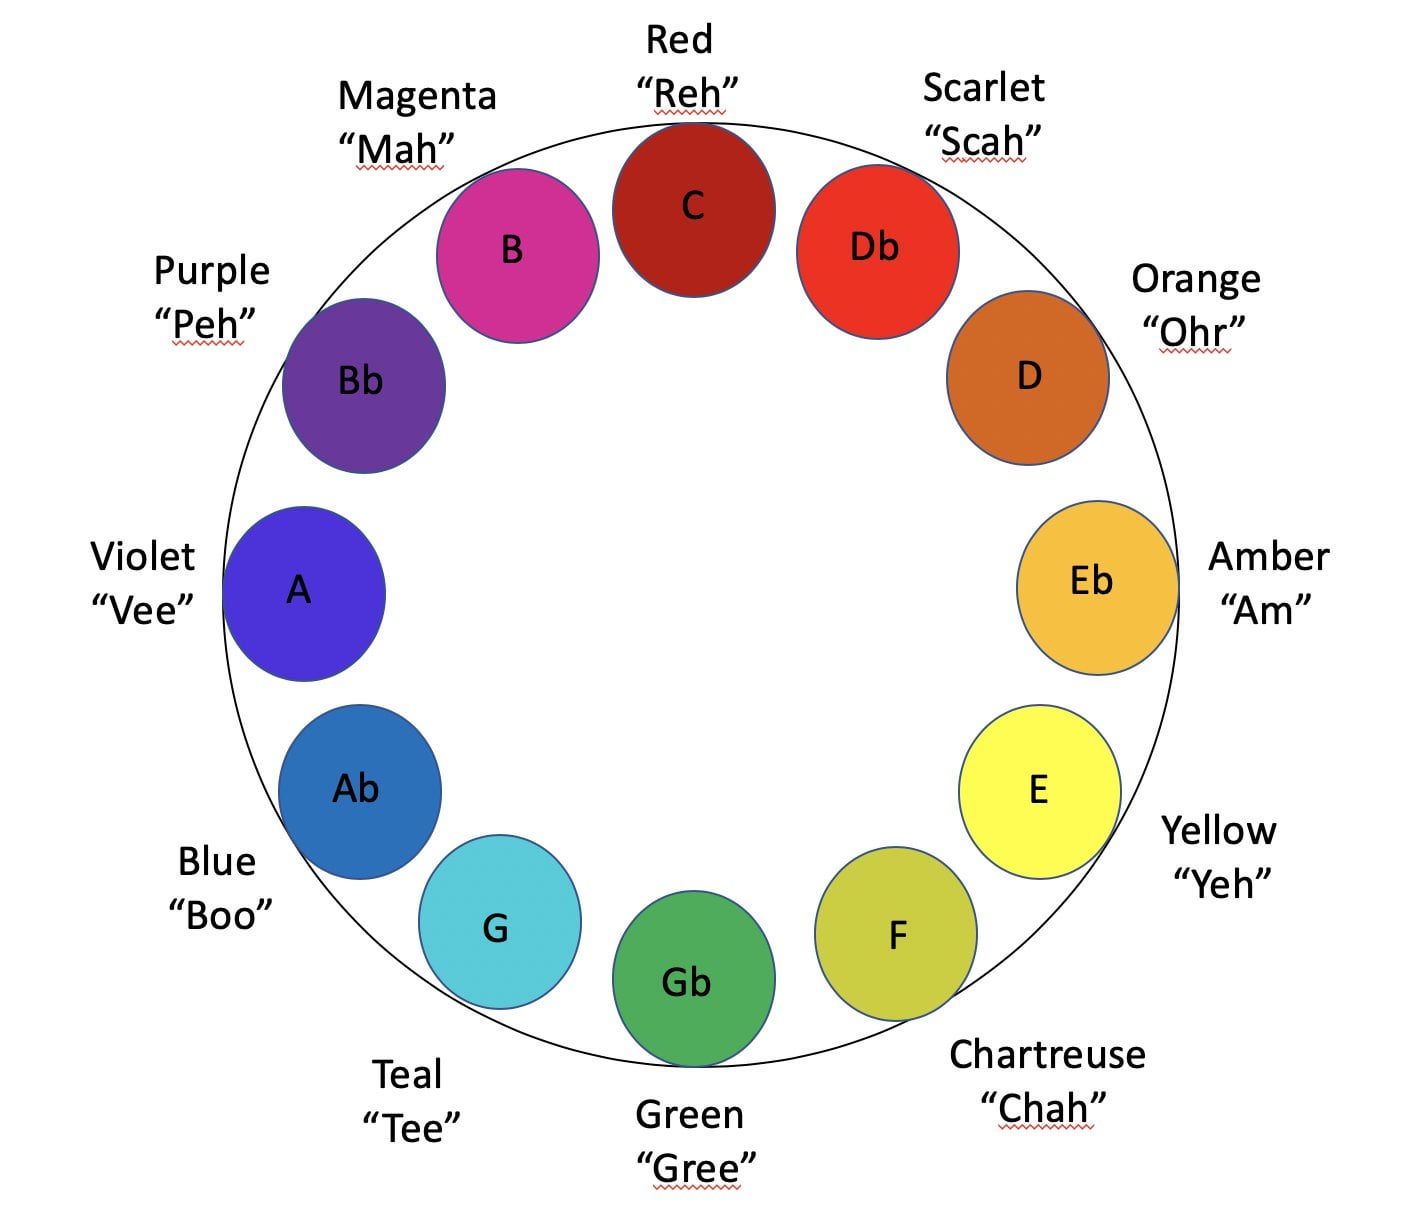 Red
“Reh”
Scarlet
“Scah”
Magenta
“Mah”
C
Db
B
Orange
“Ohr”
D
Purple
“Peh”
Bb
Amber
“Am”
Eb
Violet
“Vee”
A
Yellow
“Yeh”
E
Blue
“Boo”
Ab
Chartreuse
“Chah”
F
Teal
“Tee”
G
Green
“Gree”
Gb